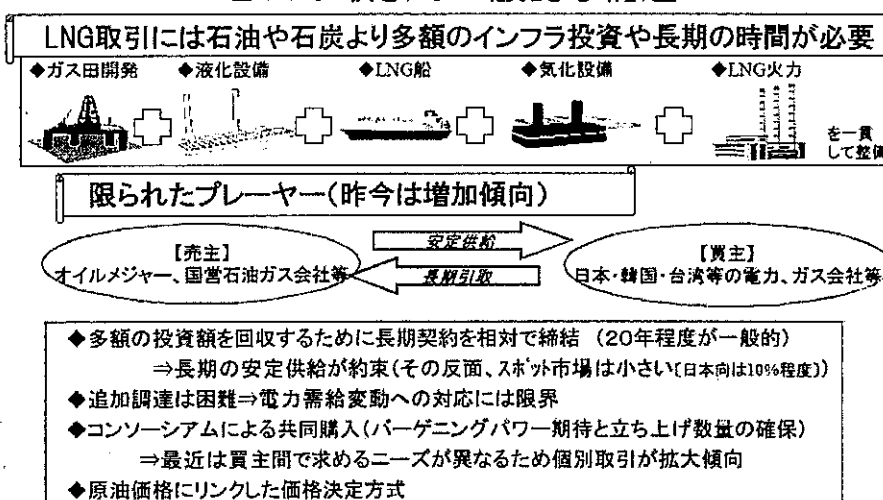 LNG取引には石油や石炭より多額のインフラ投資や長期の時間が必要
◆ガス田開発 ◆液化設備 ◆LNG船 ◆気化設備 ◆LNG火力
を一貫
して整備
限られたプレーヤー(昨今は増加傾向)
安定供給
【売主】 【買主】
オイルメジャー、国営石油ガス会社等 日本・韓国・台湾等の電力、ガス会社等
長期引取
◆多額の投資額を回収するために長期契約を相対で締結 (20年程度が一般的)
⇒長期の安定供給が約束(その反面、スポット市場は小さい[日本向は10%程度])
◆追加調達は困難⇒電力需給変動への対応には限界
◆コンソーシアムによる共同購入(バーゲニングパワー期待と立ち上げ数量の確保)
⇒最近は買主間で求めるニーズが異なるため個別取引が拡大傾向
◆原油価格にリンクした価格決定方式